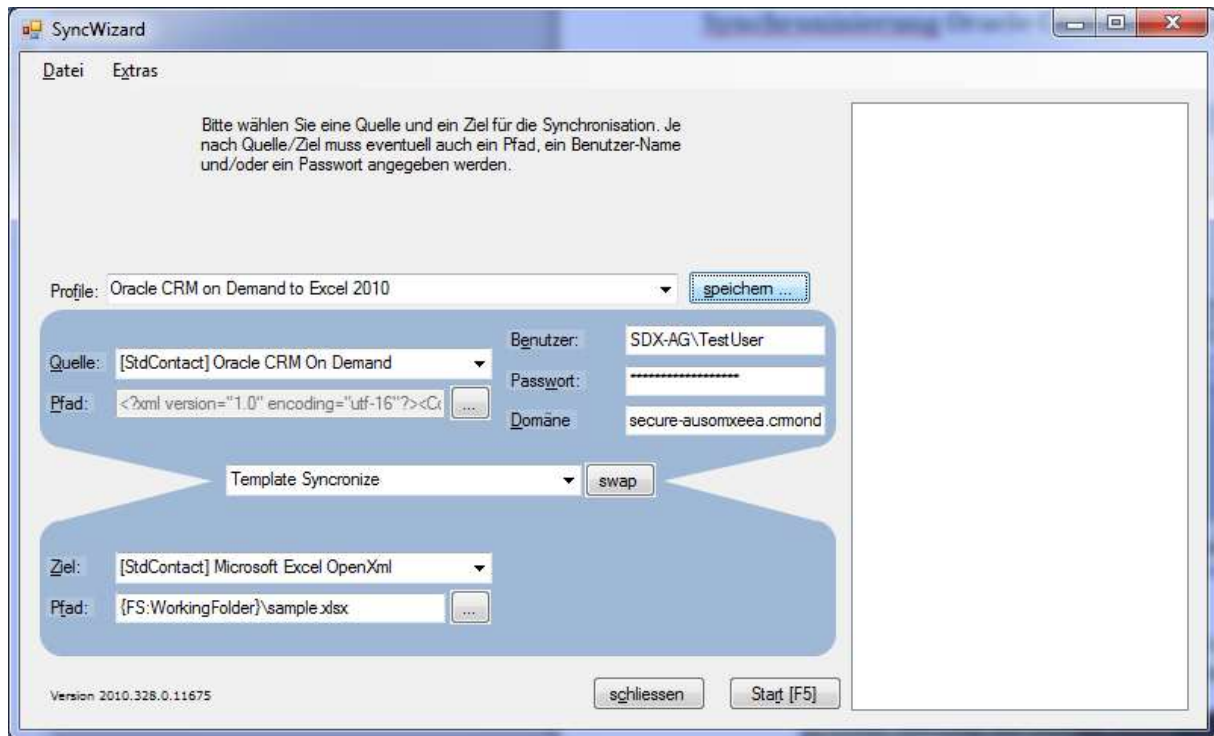 SyncWizard
Datei Extras
Bitte wählen Sie eine Quelle und ein Ziel für die Synchronisation. Je
nach Quelle/Ziel muss eventuell auch ein Pfad, ein Benutzer-Name
und/oder ein Passwort angegeben werden.
Profile: Oracle CRM on Demand to Excel 2010 speichern ...
Quelle: [StdContact] Oracle CRM On Demand
Pfad: <?xml version="1.0" encoding="utf-16"?><Co ...
Benutzer: SDX-AG\TestUser
Passwort: ******************
Domäne secure-ausomxeea.crmond
Template Syncronize swap
Ziel: [StdContact] Microsoft Excel OpenXml
Pfad: {FS:WorkingFolder}\sample.xlsx ...
Version 2010.328.0.11675
schliessen Start [F5]